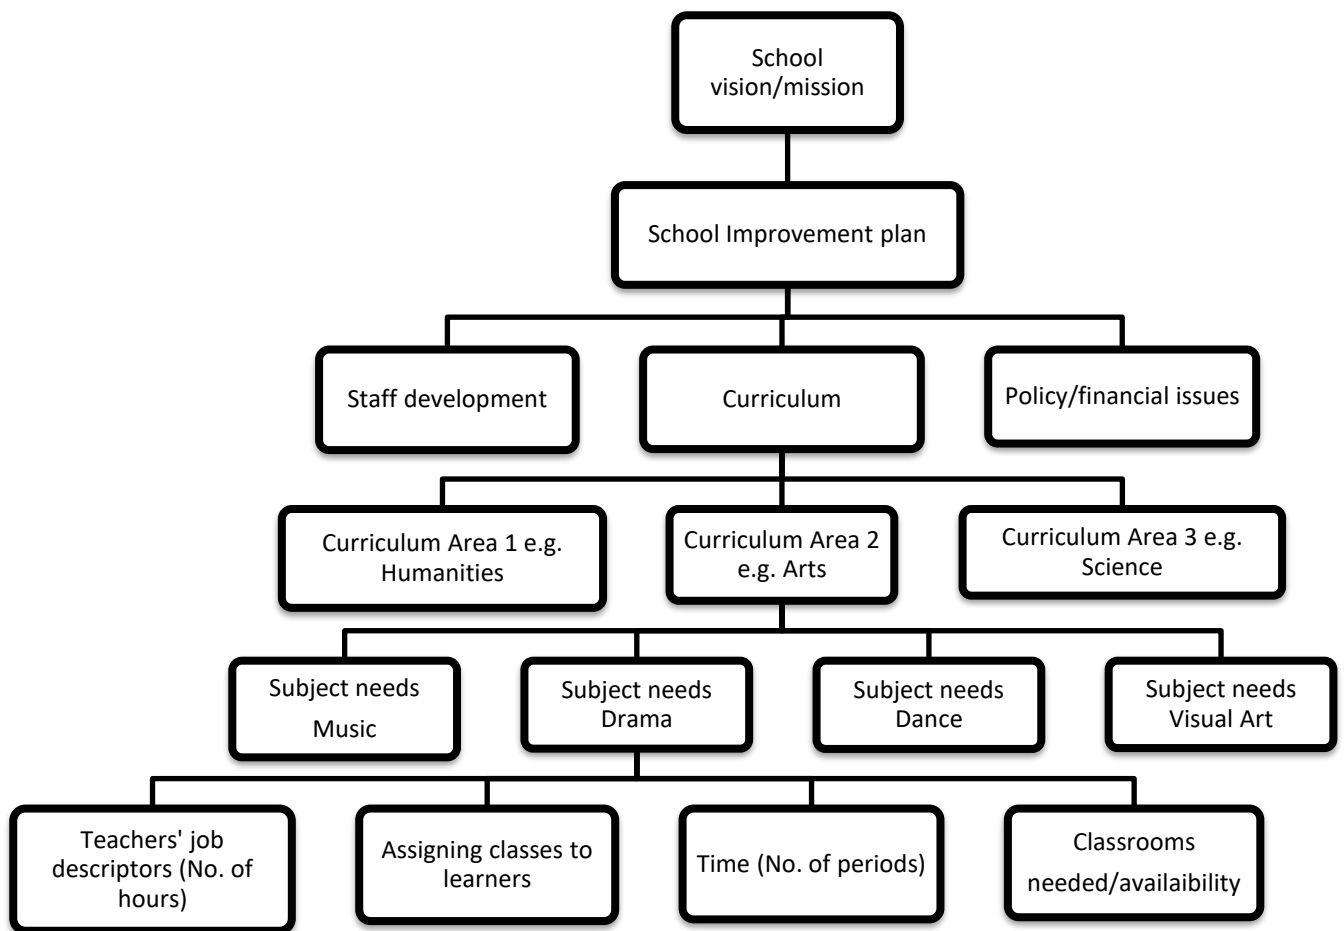 School
vision/mission
School Improvement plan
Staff development
Curriculum
Policy/financial issues
Curriculum Area 1 e.g.
Humanities
Curriculum Area 2
e.g. Arts
Curriculum Area 3 e.g.
Science
Subject needs
Music
Subject needs
Drama
Subject needs
Dance
Subject needs
Visual Art
Teachers' job
descriptors (No. of
hours)
Assigning classes to
learners
Time (No. of periods)
Classrooms
needed/availaibility